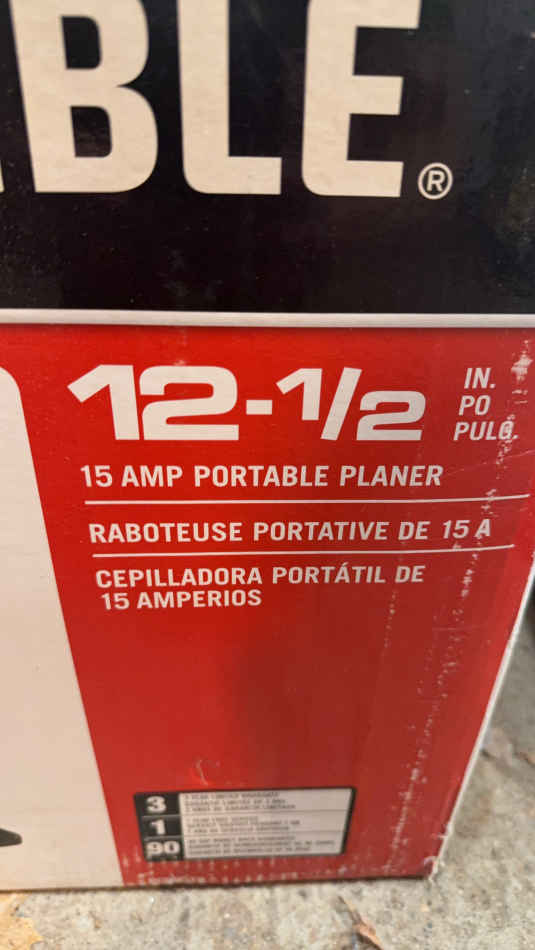 BLE®
12-1/2 IN.
PO
PULG.
15 AMP PORTABLE PLANER
RABOTEUSE PORTATIVE DE 15 A
CEPILLADORA PORTÁTIL DE
15 AMPERIOS
3
1
90